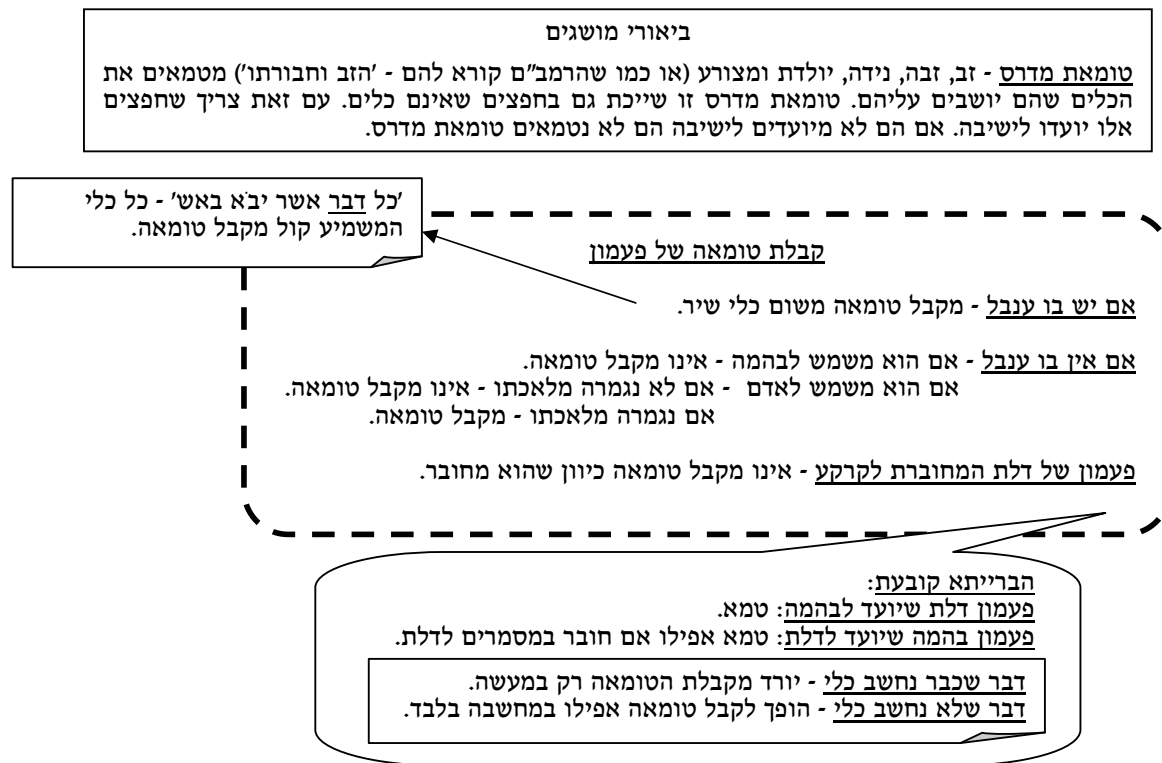 ביאורי מושגים
טומאת מדרס - זב, זבה, נידה, יולדת ומצורע (או כמו שהרמב"ם קורא להם - 'הזב וחבורתו') מטמאים את
הכלים שהם יושבים עליהם. טומאת מדרס זו שייכת גם בחפצים שאינם כלים. עם זאת צריך שחפצים
אלו יועדו לישיבה. אם הם לא מיועדים לישיבה הם לא נטמאים טומאת מדרס.
'כל דבר אשר יבֹא באש' - כל כלי
המשמיע קול מקבל טומאה.
קבלת טומאה של פעמון
אם יש בו ענבל - מקבל טומאה משום כלי שיר.
אם אין בו ענבל - אם הוא משמש לבהמה - אינו מקבל טומאה.
אם הוא משמש לאדם - אם לא נגמרה מלאכתו - אינו מקבל טומאה.
אם נגמרה מלאכתו - מקבל טומאה.
פעמון של דלת המחוברת לקרקע - אינו מקבל טומאה כיוון שהוא מחובר.
הברייתא קובעת:
פעמון דלת שיועד לבהמה: טמא.
פעמון בהמה שיועד לדלת: טמא אפילו אם חובר במסמרים לדלת.
דבר שכבר נחשב כלי - יורד מקבלת הטומאה רק במעשה.
דבר שלא נחשב כלי - הופך לקבל טומאה אפילו במחשבה בלבד.